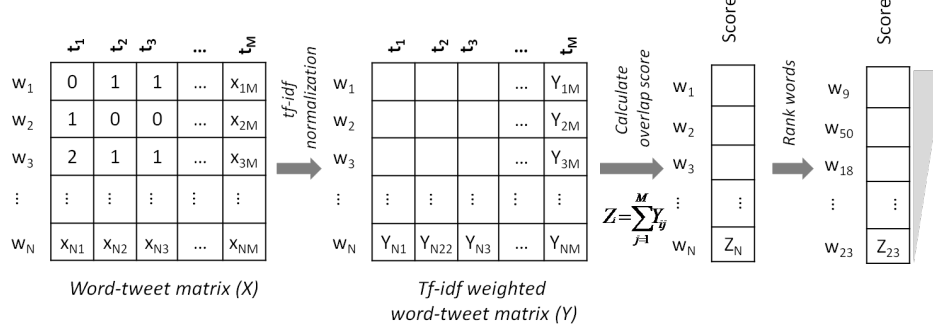 t1 t2 t3 ... tM
w1 0 1 1 ... x1M
w2 1 0 0 ... x2M
w3 2 1 1 ... x3M
⋮ ⋮ ⋮ ⋮ ⋮ ⋮
wN xN1 xN2 xN3 ... xNM
Word-tweet matrix (X)
tf-idf
normalization
t1 t2 t3 ... tM
w1 ... Y1M
w2 ... Y2M
w3 ... Y3M
⋮ ⋮ ⋮ ⋮ ⋮ ⋮
wN YN1 YN22 YN3 ... YNM
Tf-idf weighted
word-tweet matrix (Y)
Calculate
overlap score
Z=∑j=1M Yij
Score
w1
w2
w3
⋮ ⋮
wN ZN
Rank words
Score
w9
w50
w18
⋮ ⋮
w23 Z23